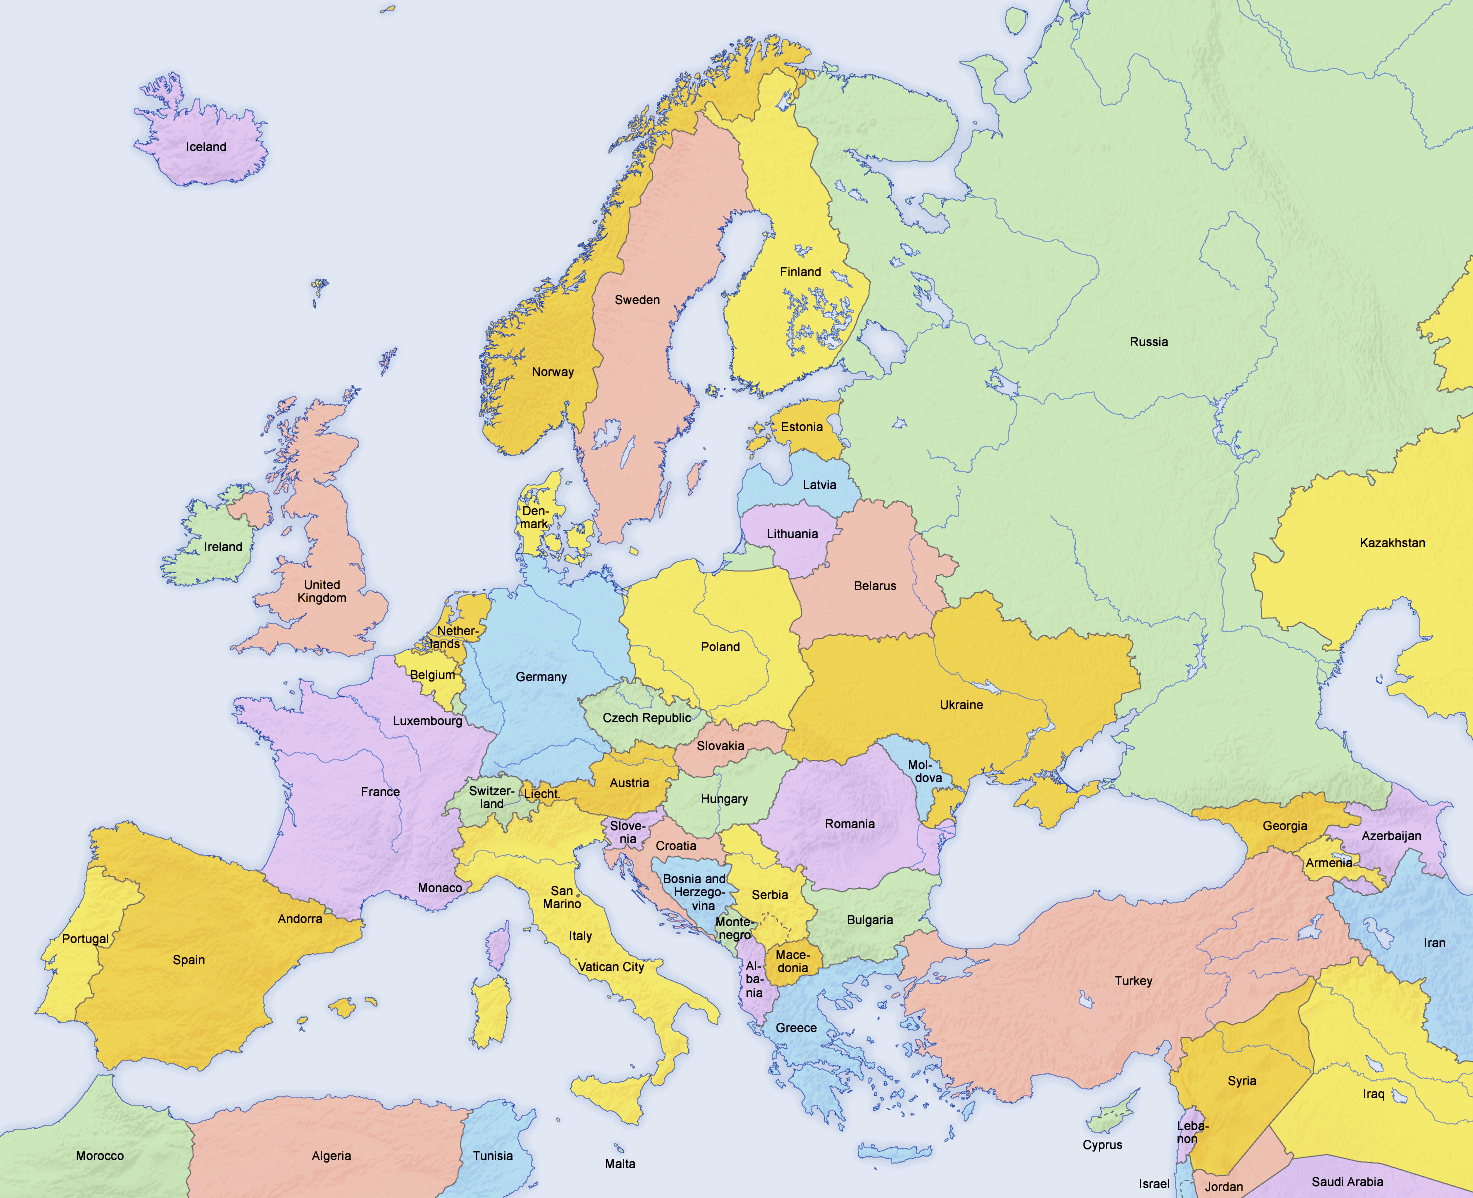 Iceland
Finland
Sweden
Russia
Norway
Estonia
Latvia
Den-
mark
Lithuania
Ireland
Kazakhstan
United
Kingdom
Belarus
Nether-
lands
Poland
Belgium
Germany
Ukraine
Luxembourg
Czech Republic
Slovakia
Mol-
dova
France
Switzer-
land
Liecht.
Austria
Hungary
Romania
Slove-
nia
Croatia
Georgia
Azerbaijan
Armenia
Monaco
San
Marino
Bosnia and
Herzego-
vina
Serbia
Andorra
Monte-
negro
Bulgaria
Portugal
Spain
Italy
Vatican City
Al-
ba-
nia
Mace-
donia
Iran
Turkey
Greece
Syria
Iraq
Leba-
non
Cyprus
Morocco
Algeria
Tunisia
Malta
Israel
Jordan
Saudi Arabia